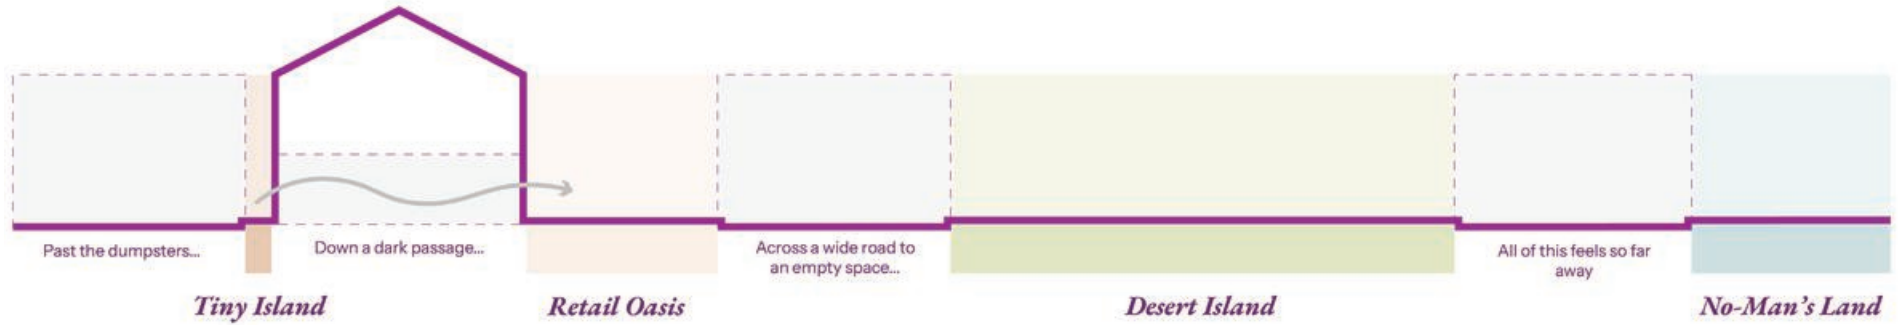 Past the dumpsters...
Down a dark passage...
Across a wide road to
an empty space...
All of this feels so far
away
Tiny Island
Retail Oasis
Desert Island
No-Man's Land